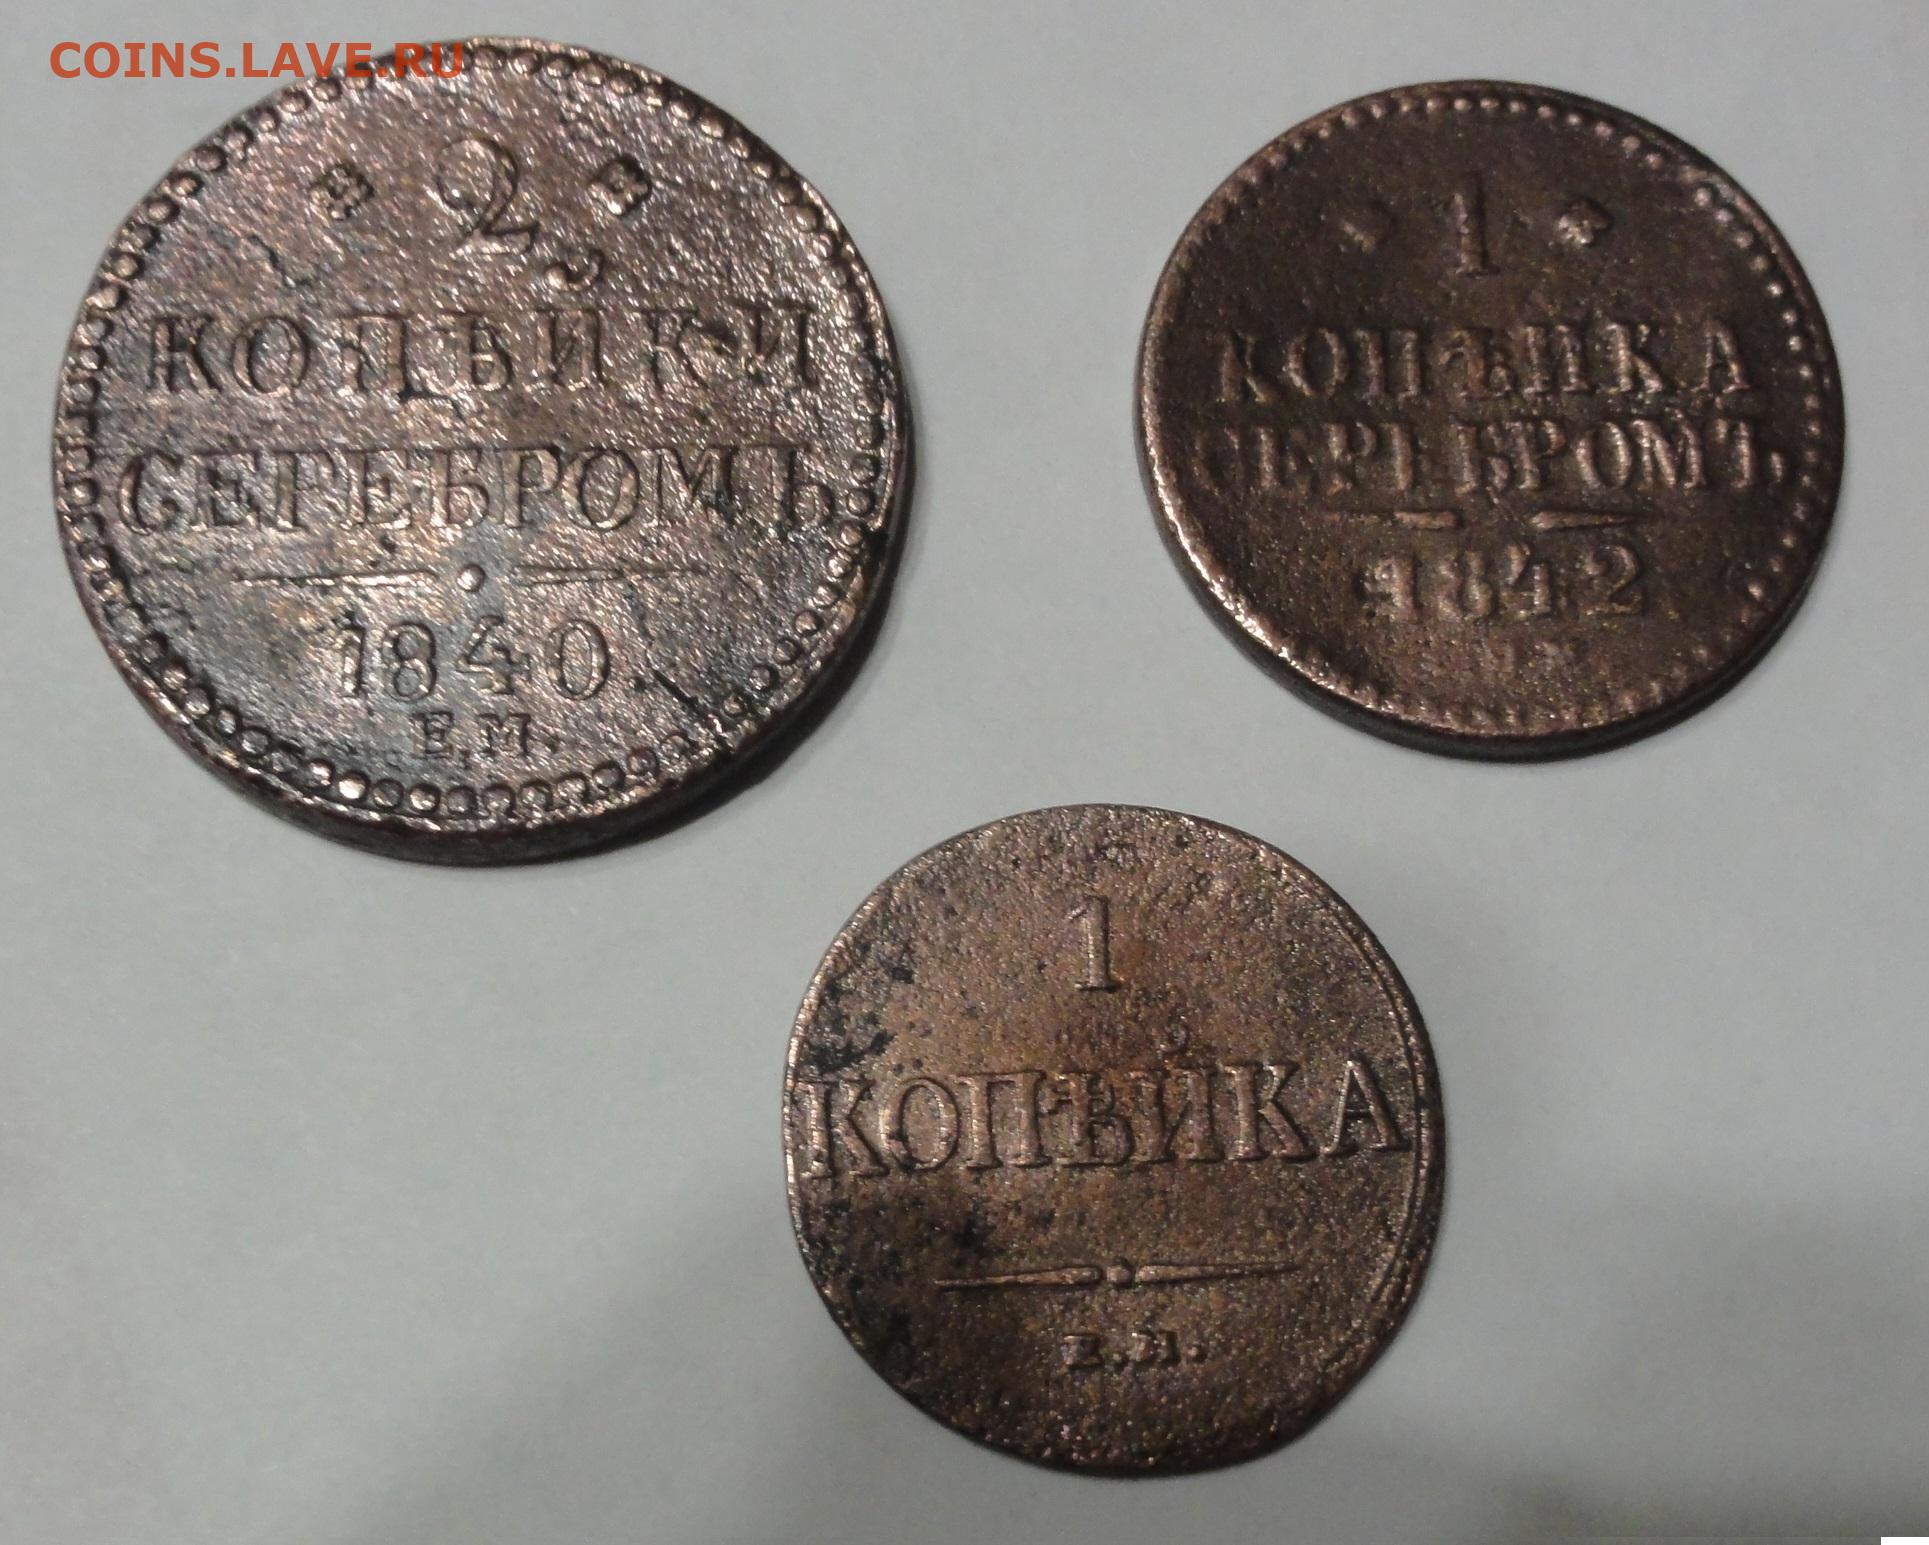 COINS.LAVE.RU
2
КОПѢЙКИ
СЕРЕБРОМЪ
1840
Е.М.
1
КОПѢЙКА
СЕРЕБРОМЪ
1842
1
КОПѢЙКА
Е.М.